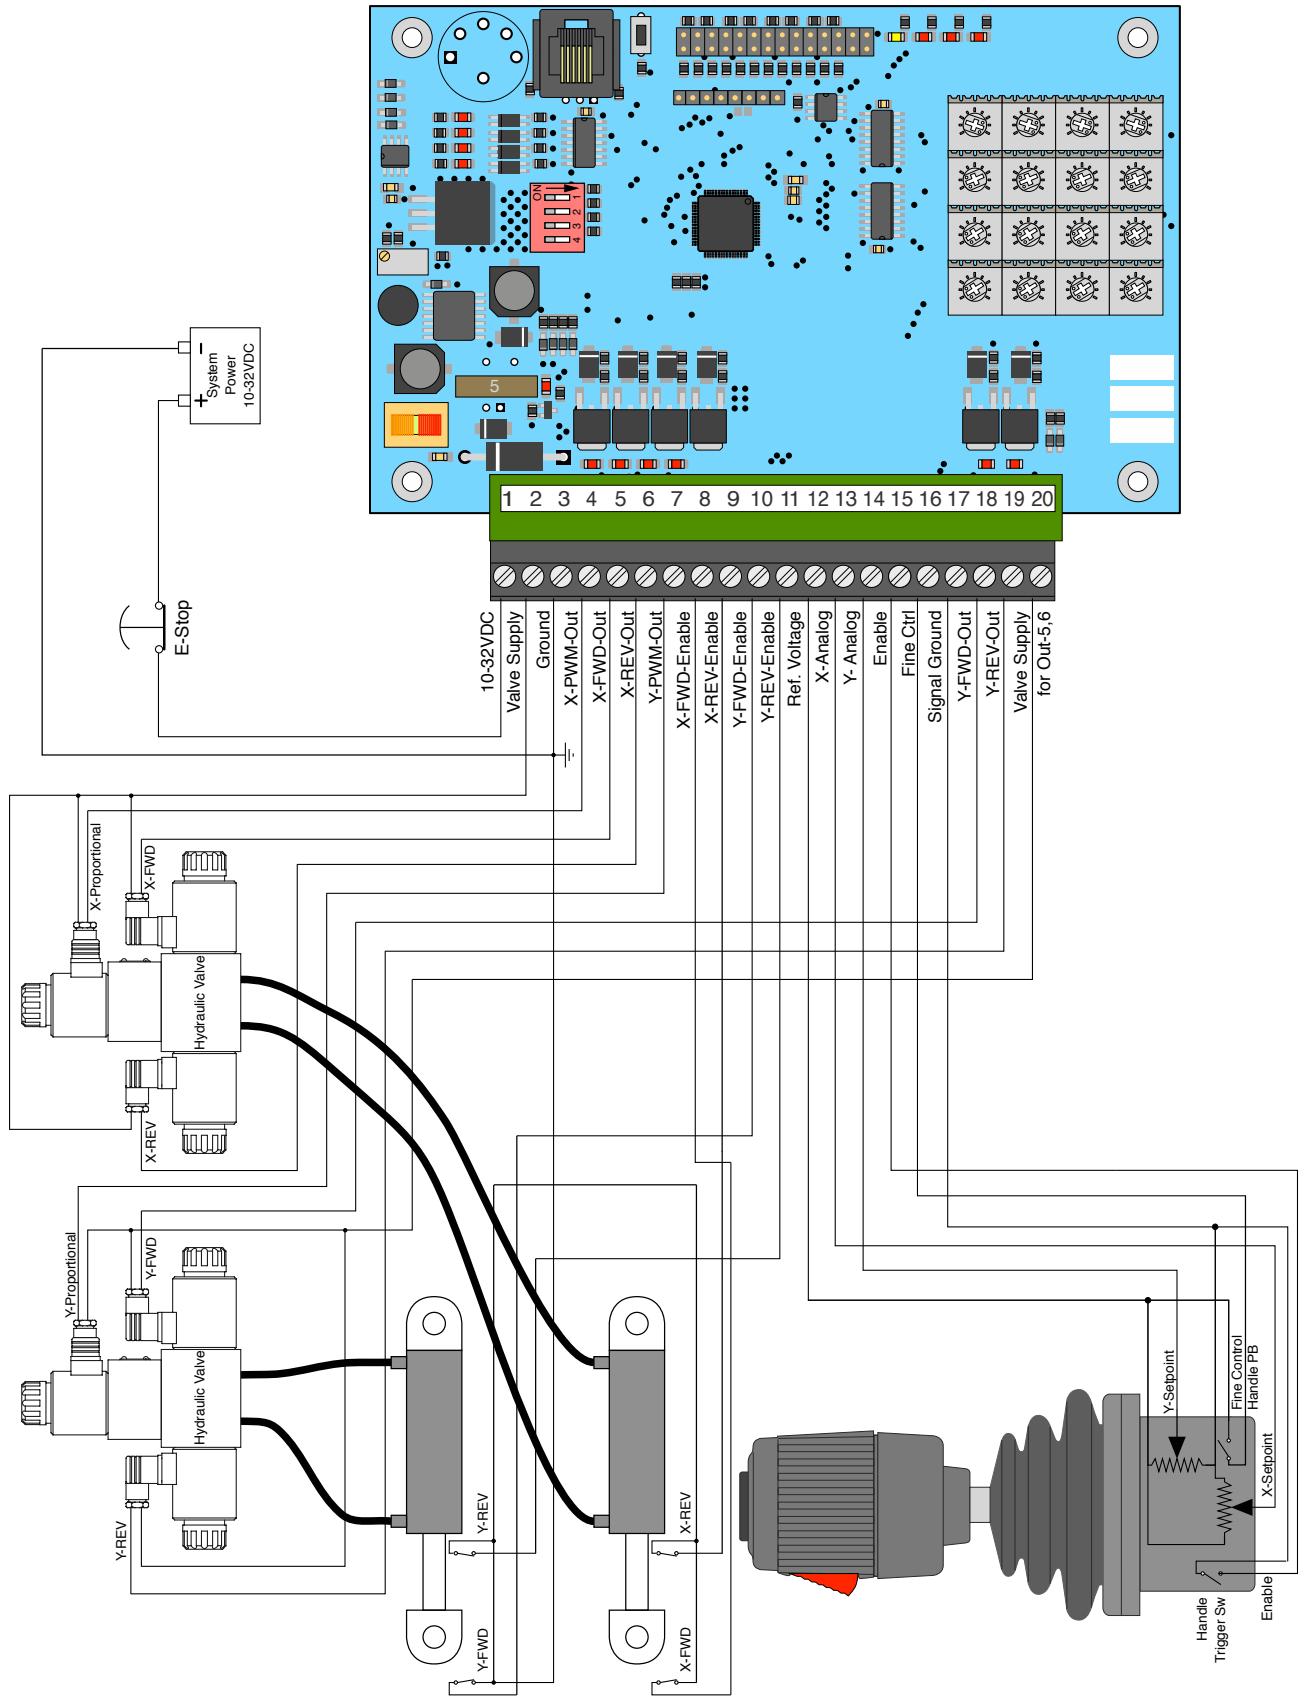 ON
1
2
3
4
5
System
Power
10-32VDC
−
+
E-Stop
1 2 3 4 5 6 7 8 9 10 11 12 13 14 15 16 17 18 19 20
10-32VDC
Valve Supply
Ground
X-PWM-Out
X-FWD-Out
X-REV-Out
Y-PWM-Out
X-FWD-Enable
X-REV-Enable
Y-FWD-Enable
Y-REV-Enable
Ref. Voltage
X-Analog
Y- Analog
Enable
Fine Ctrl
Signal Ground
Y-FWD-Out
Y-REV-Out
Valve Supply
for Out-5,6
X-Proportional
X-FWD
Hydraulic Valve
X-REV
Y-Proportional
Y-FWD
Hydraulic Valve
Y-REV
Y-REV
Y-FWD
X-REV
X-FWD
Y-Setpoint
Fine Control
Handle PB
X-Setpoint
Handle
Trigger Sw
Enable